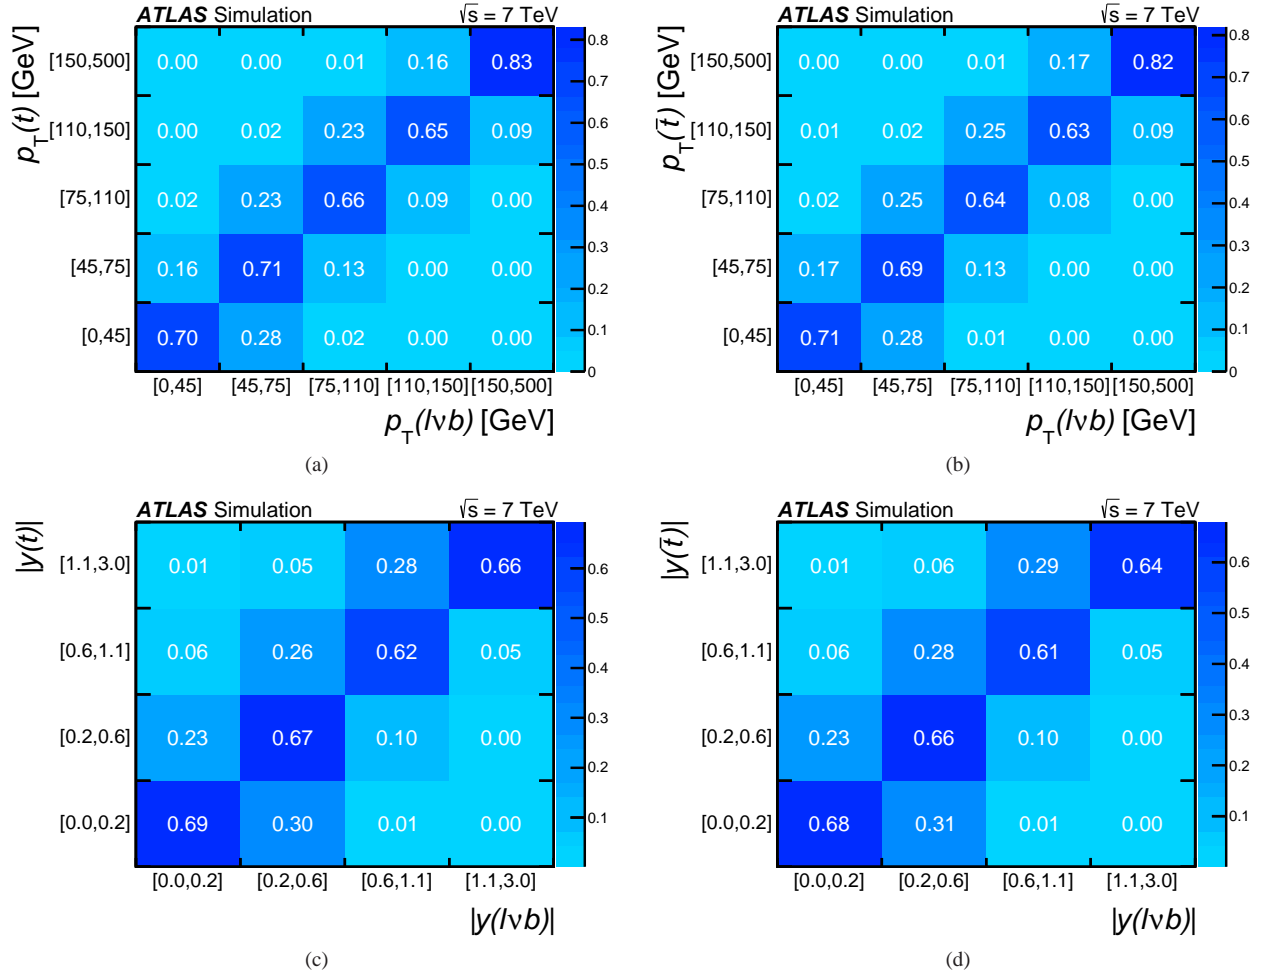 ATLAS Simulation √s = 7 TeV
p_T(t) [GeV]
[150,500] 0.00 0.00 0.01 0.16 0.83
[110,150] 0.00 0.02 0.23 0.65 0.09
[75,110] 0.02 0.23 0.66 0.09 0.00
[45,75] 0.16 0.71 0.13 0.00 0.00
[0,45] 0.70 0.28 0.02 0.00 0.00
[0,45] [45,75] [75,110] [110,150] [150,500]
p_T(lνb) [GeV]
0.8
0.7
0.6
0.5
0.4
0.3
0.2
0.1
0
(a)
ATLAS Simulation √s = 7 TeV
p_T(t̄) [GeV]
[150,500] 0.00 0.00 0.01 0.17 0.82
[110,150] 0.01 0.02 0.25 0.63 0.09
[75,110] 0.02 0.25 0.64 0.08 0.00
[45,75] 0.17 0.69 0.13 0.00 0.00
[0,45] 0.71 0.28 0.01 0.00 0.00
[0,45] [45,75] [75,110] [110,150] [150,500]
p_T(lνb) [GeV]
0.8
0.7
0.6
0.5
0.4
0.3
0.2
0.1
0
(b)
ATLAS Simulation √s = 7 TeV
|y(t)|
[1.1,3.0] 0.01 0.05 0.28 0.66
[0.6,1.1] 0.06 0.26 0.62 0.05
[0.2,0.6] 0.23 0.67 0.10 0.00
[0.0,0.2] 0.69 0.30 0.01 0.00
[0.0,0.2] [0.2,0.6] [0.6,1.1] [1.1,3.0]
|y(lνb)|
0.6
0.5
0.4
0.3
0.2
0.1
(c)
ATLAS Simulation √s = 7 TeV
|y(t̄)|
[1.1,3.0] 0.01 0.06 0.29 0.64
[0.6,1.1] 0.06 0.28 0.61 0.05
[0.2,0.6] 0.23 0.66 0.10 0.00
[0.0,0.2] 0.68 0.31 0.01 0.00
[0.0,0.2] [0.2,0.6] [0.6,1.1] [1.1,3.0]
|y(lνb)|
0.6
0.5
0.4
0.3
0.2
0.1
(d)